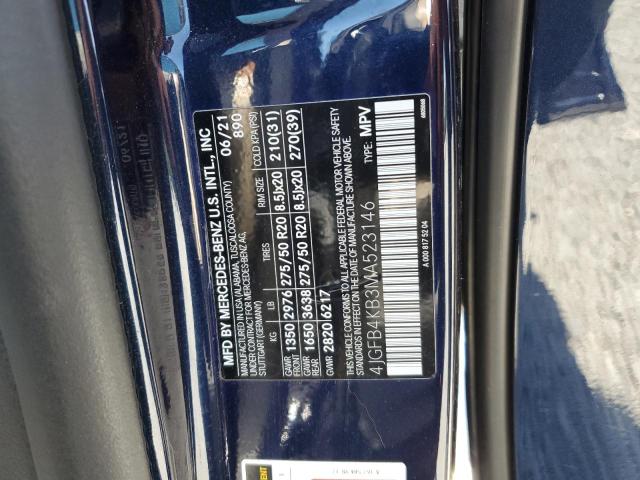 MFD BY MERCEDES-BENZ U.S. INTL., INC 06/21
MANUFACTURED IN USA (ALABAMA, TUSCALOOSA COUNTY) 890
UNDER CONTRACT FOR MERCEDES-BENZ AG,
STUTTGART (GERMANY)
KG LB TIRES RIM SIZE COLD KPA (PSI)
GAWR FRONT 1350 2976 275/50 R20 8.5Jx20 210(31)
GAWR REAR 1650 3638 275/50 R20 8.5Jx20 270(39)
GVWR 2820 6217
THIS VEHICLE CONFORMS TO ALL APPLICABLE FEDERAL MOTOR VEHICLE SAFETY
STANDARDS IN EFFECT ON THE DATE OF MANUFACTURE SHOWN ABOVE.
4JGFB4KB3MA523146 TYPE: MPV
A 000 817 52 04